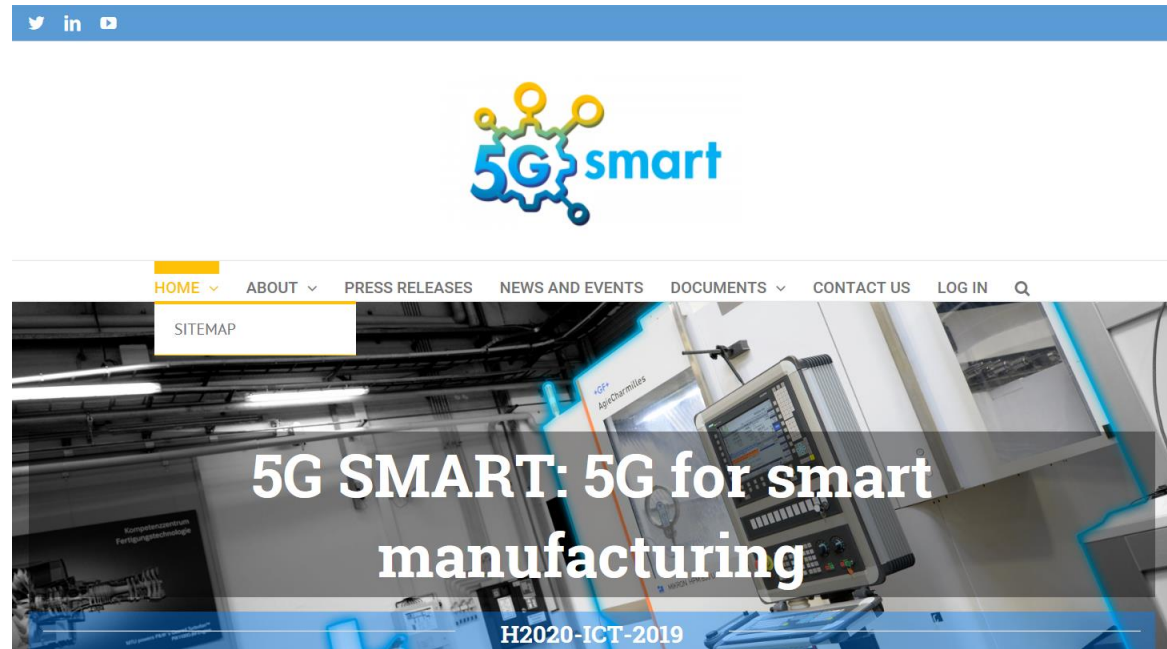 5G smart
HOME ABOUT PRESS RELEASES NEWS AND EVENTS DOCUMENTS CONTACT US LOG IN
SITEMAP
+GF+
AgieCharmilles
5G SMART: 5G for smart
manufacturing
Kompetenzzentrum
Fertigungstechnologie
H2020-ICT-2019